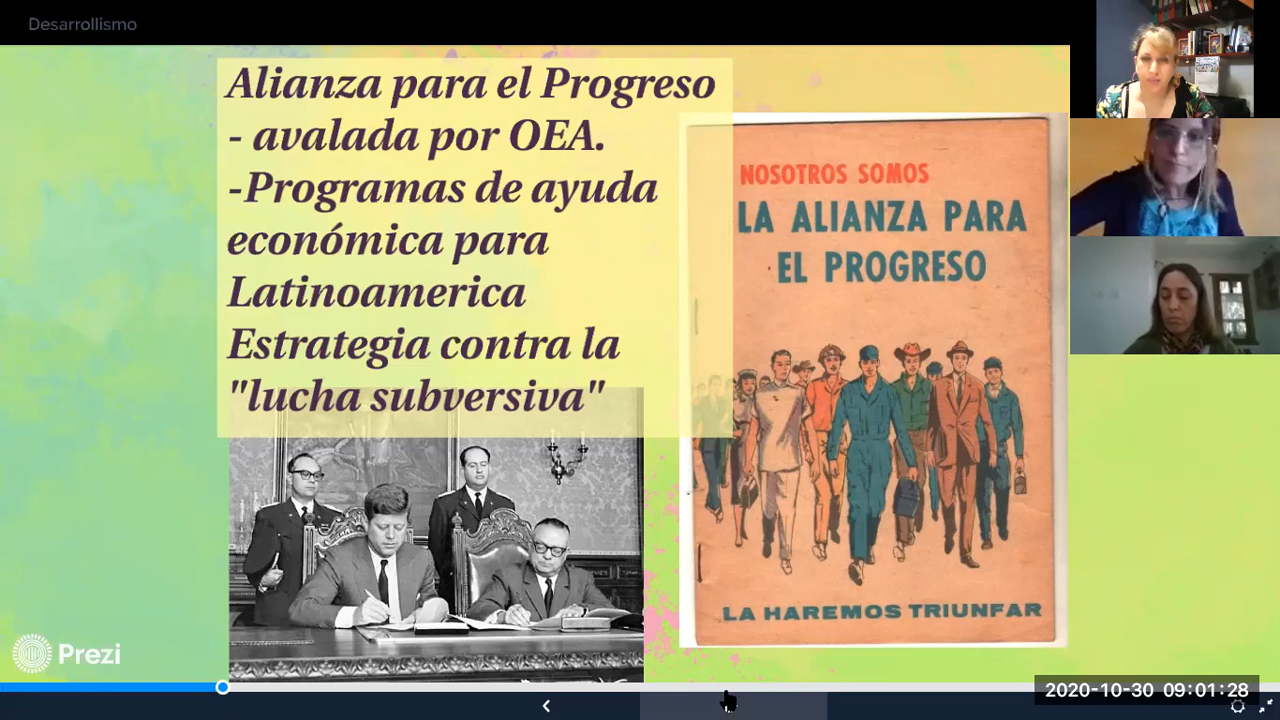 Desarrollismo
Alianza para el Progreso
- avalada por OEA.
-Programas de ayuda
económica para
Latinoamerica
Estrategia contra la
"lucha subversiva"
NOSOTROS SOMOS
LA ALIANZA PARA
EL PROGRESO
LA HAREMOS TRIUNFAR
Prezi
2020-10-30 09:01:28